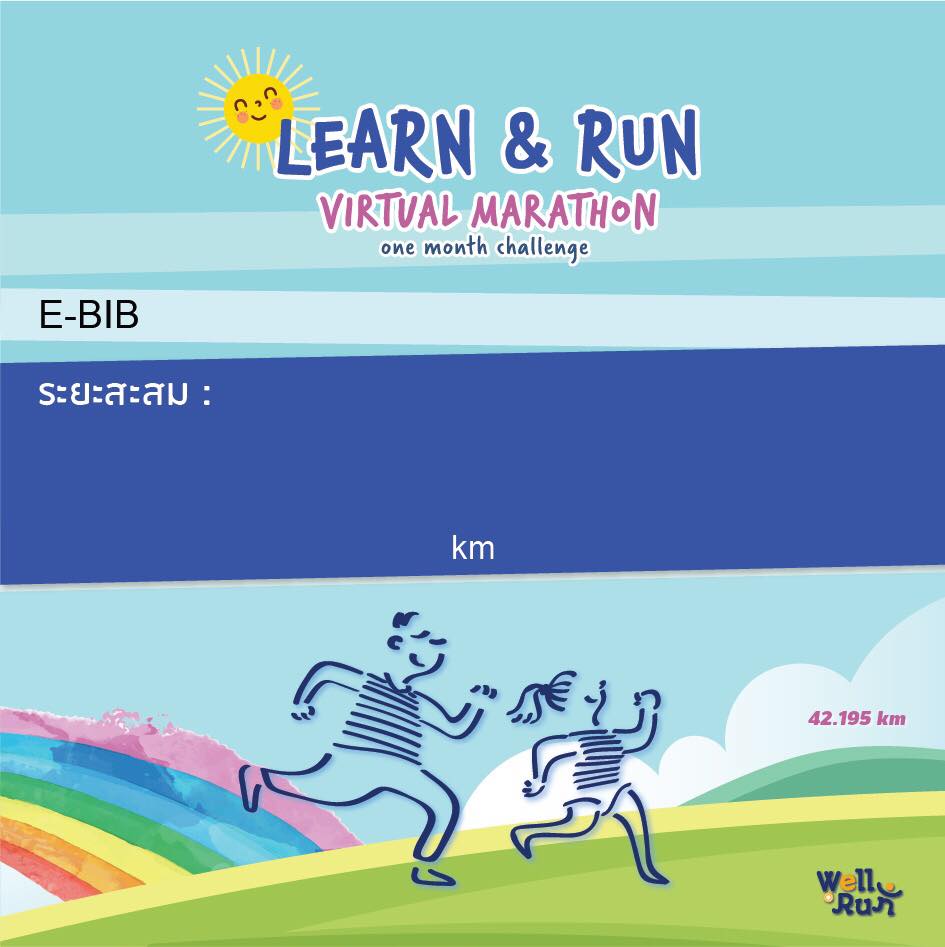 LEARN & RUN
VIRTUAL MARATHON
one month challenge
E-BIB
ระยะสะสม :
km
42.195 km
Well
Run